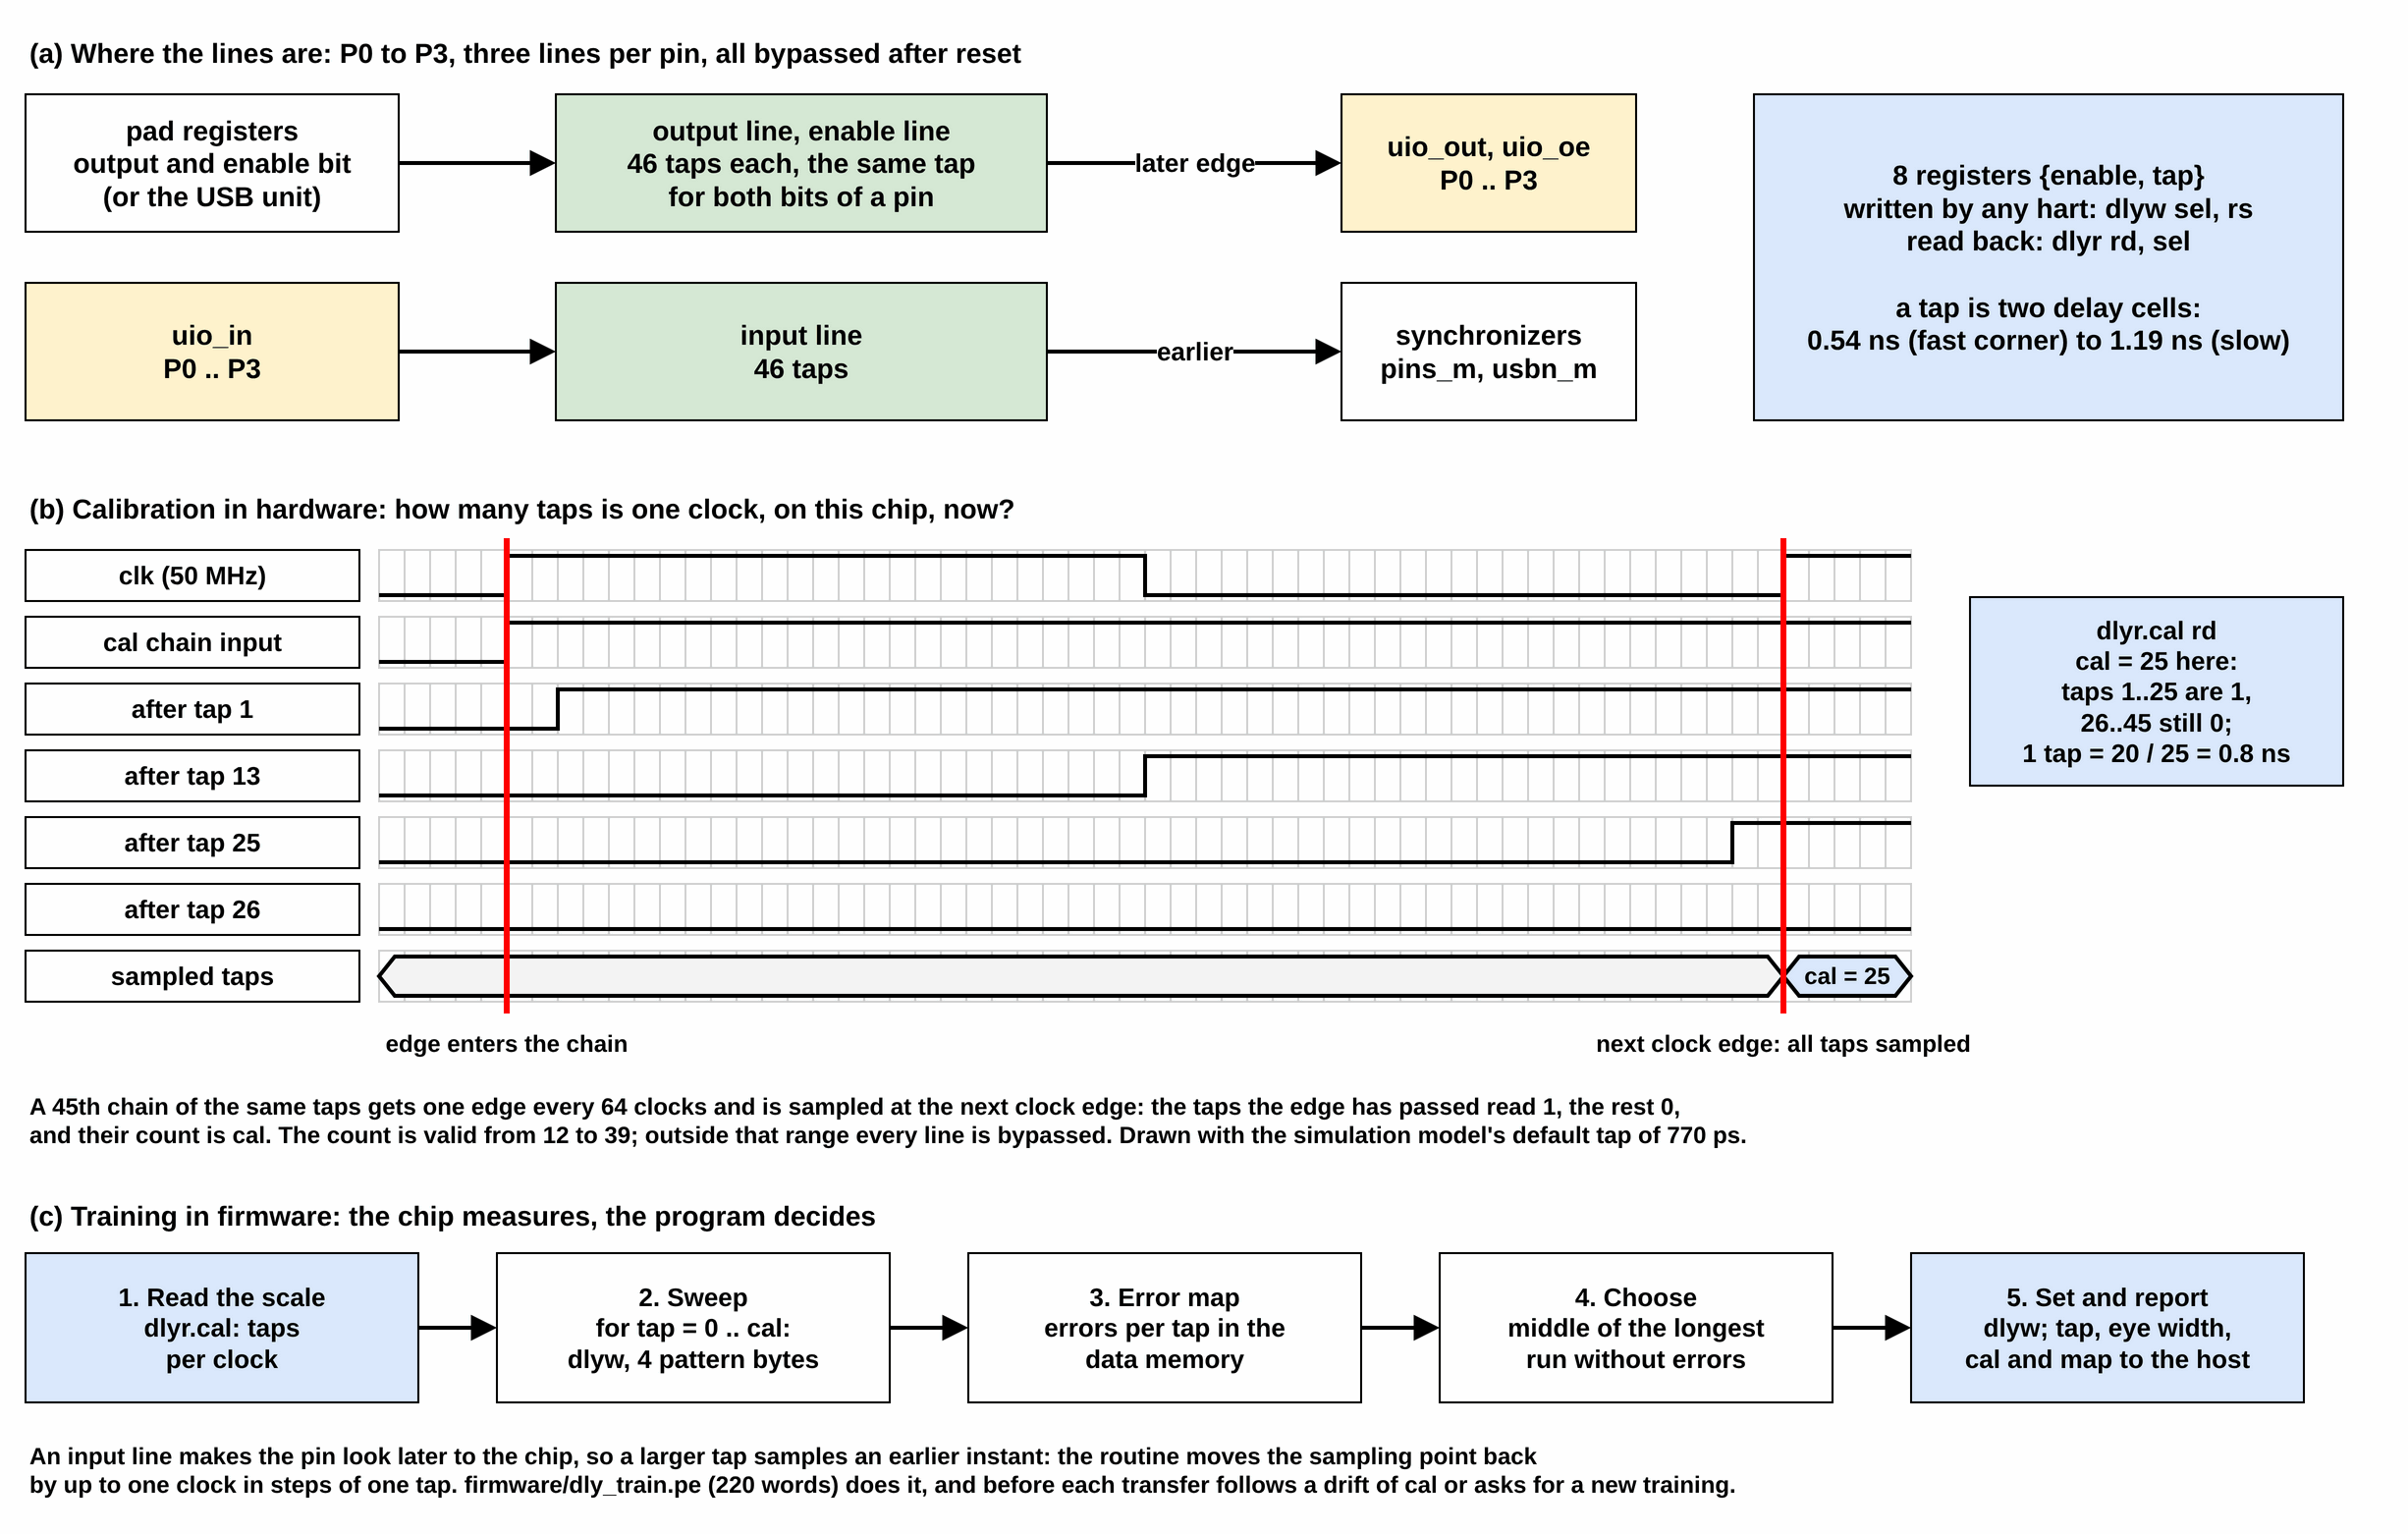 (a) Where the lines are: P0 to P3, three lines per pin, all bypassed after reset
pad registers
output and enable bit
(or the USB unit)
output line, enable line
46 taps each, the same tap
for both bits of a pin
later edge
uio_out, uio_oe
P0 .. P3
8 registers {enable, tap}
written by any hart: dlyw sel, rs
read back: dlyr rd, sel
a tap is two delay cells:
0.54 ns (fast corner) to 1.19 ns (slow)
uio_in
P0 .. P3
input line
46 taps
earlier
synchronizers
pins_m, usbn_m
(b) Calibration in hardware: how many taps is one clock, on this chip, now?
clk (50 MHz)
cal chain input
after tap 1
after tap 13
after tap 25
after tap 26
sampled taps
cal = 25
dlyr.cal rd
cal = 25 here:
taps 1..25 are 1,
26..45 still 0;
1 tap = 20 / 25 = 0.8 ns
edge enters the chain
next clock edge: all taps sampled
A 45th chain of the same taps gets one edge every 64 clocks and is sampled at the next clock edge: the taps the edge has passed read 1, the rest 0,
and their count is cal. The count is valid from 12 to 39; outside that range every line is bypassed. Drawn with the simulation model's default tap of 770 ps.
(c) Training in firmware: the chip measures, the program decides
1. Read the scale
dlyr.cal: taps
per clock
2. Sweep
for tap = 0 .. cal:
dlyw, 4 pattern bytes
3. Error map
errors per tap in the
data memory
4. Choose
middle of the longest
run without errors
5. Set and report
dlyw; tap, eye width,
cal and map to the host
An input line makes the pin look later to the chip, so a larger tap samples an earlier instant: the routine moves the sampling point back
by up to one clock in steps of one tap. firmware/dly_train.pe (220 words) does it, and before each transfer follows a drift of cal or asks for a new training.